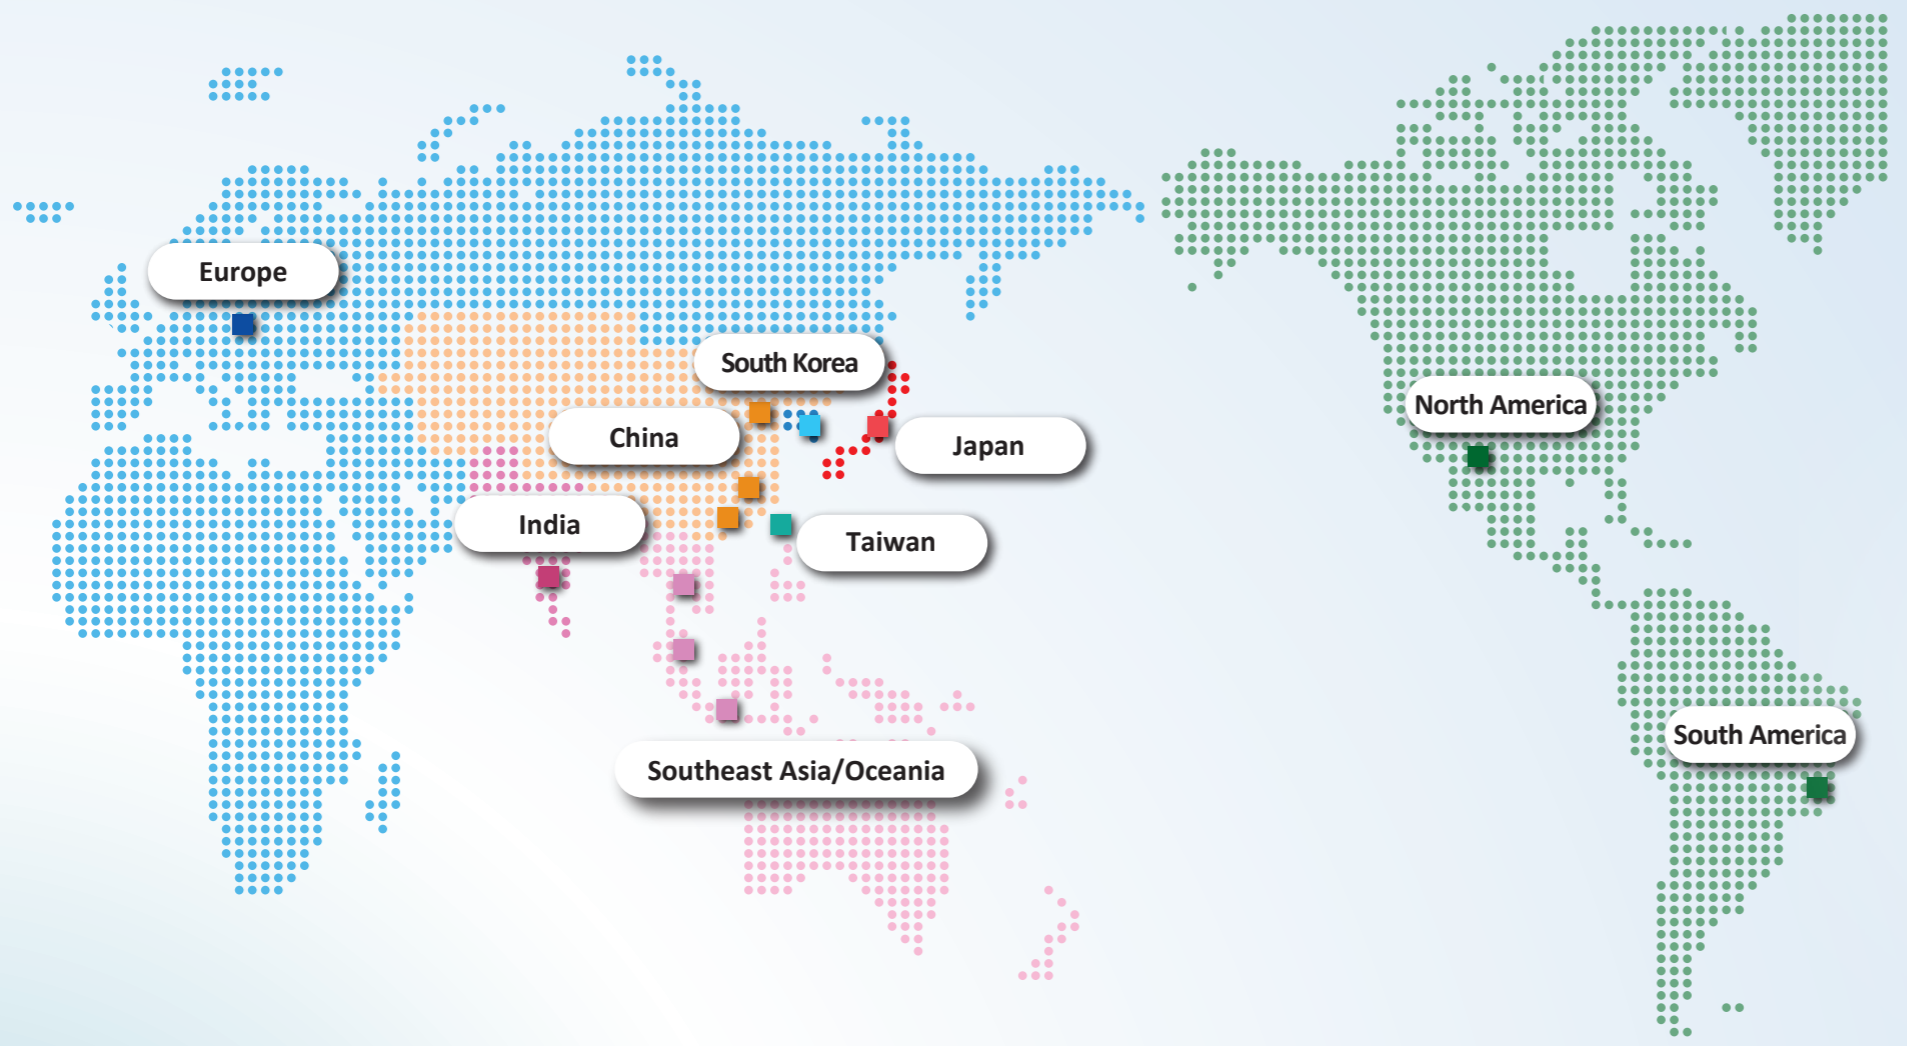 Europe
South Korea
North America
China
Japan
India
Taiwan
South America
Southeast Asia/Oceania